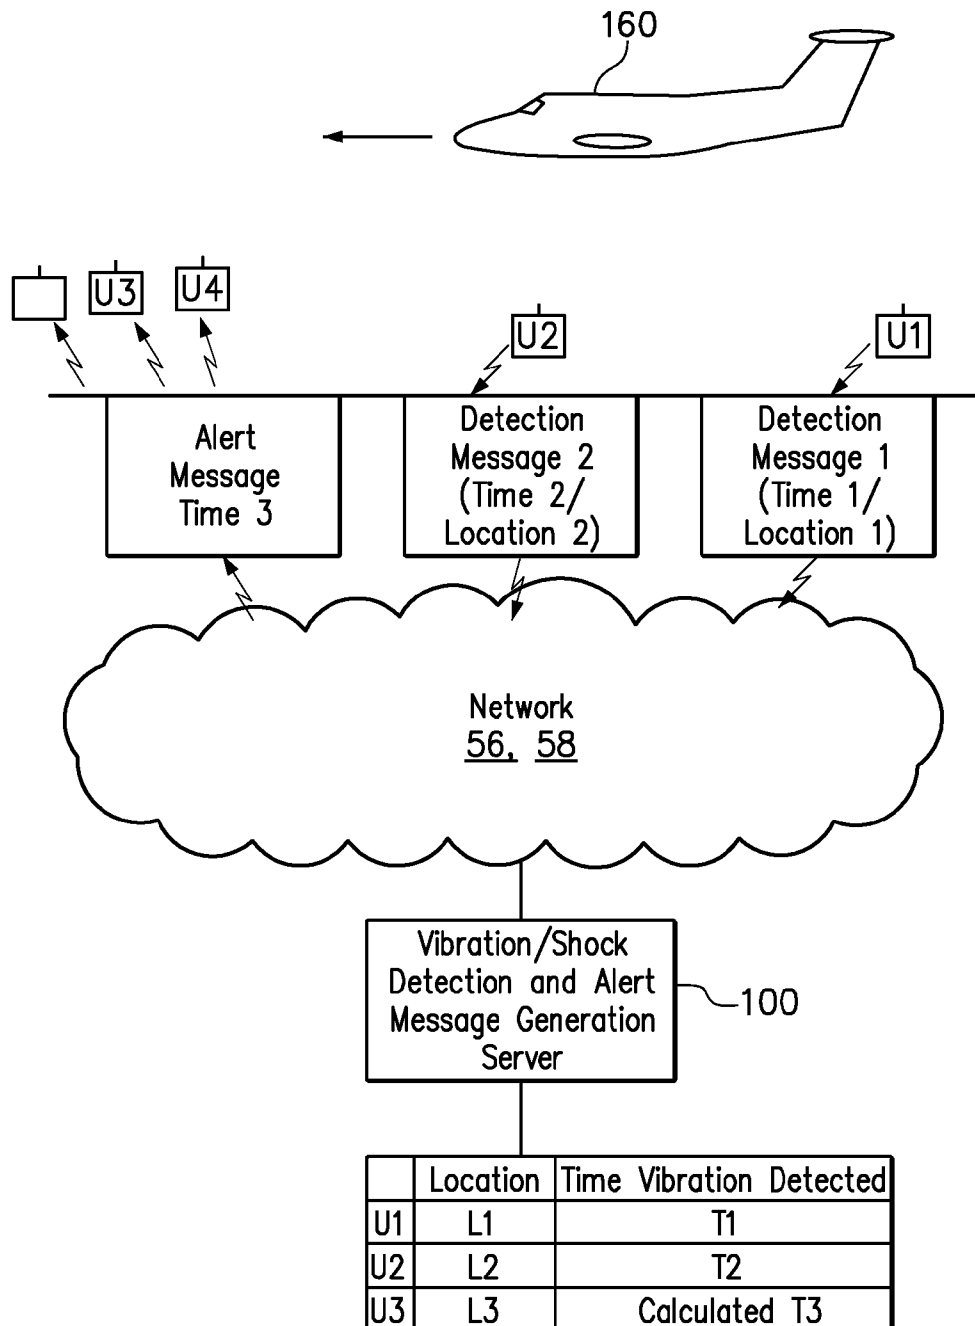 160
U3
U4
U2
U1
Alert
Message
Time 3
Detection
Message 2
(Time 2/
Location 2)
Detection
Message 1
(Time 1/
Location 1)
Network
56, 58
Vibration/Shock
Detection and Alert
Message Generation
Server
100
Location Time Vibration Detected
U1 L1 T1
U2 L2 T2
U3 L3 Calculated T3